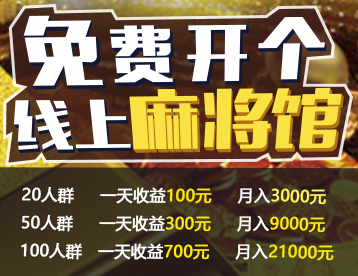 免费开个
线上麻将馆
20人群 一天收益100元 月入3000元
50人群 一天收益300元 月入9000元
100人群 一天收益700元 月入21000元